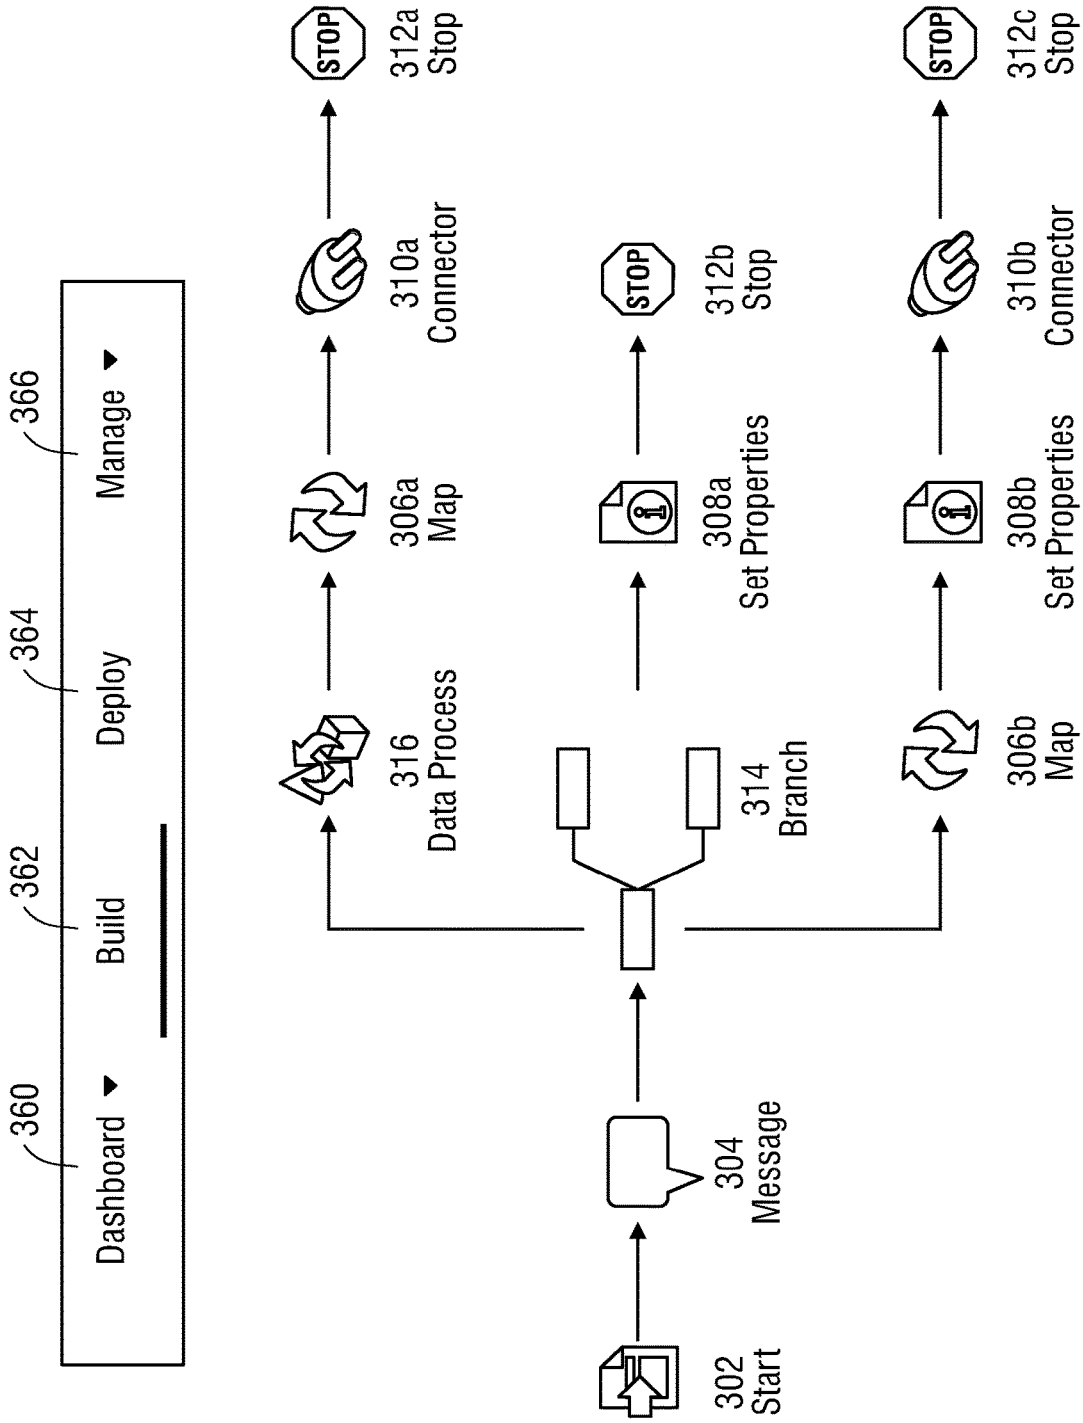 360
362
364
366
Dashboard
Build
Deploy
Manage
316
Data Process
306a
Map
310a
Connector
STOP
312a
Stop
302
Start
304
Message
314
Branch
i
308a
Set Properties
STOP
312b
Stop
306b
Map
i
308b
Set Properties
310b
Connector
STOP
312c
Stop